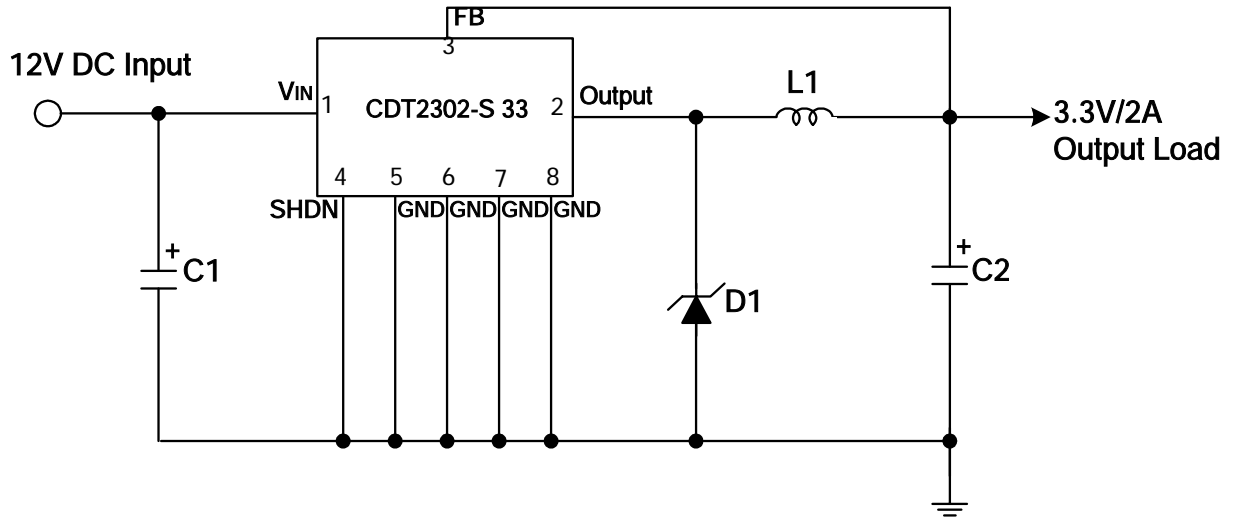 FB
3
12V DC Input
VIN
1
CDT2302-S 33
2
Output
L1
3.3V/2A
Output Load
4
5
6
7
8
SHDN
GND
GND
GND
GND
C1
C2
D1
+
+